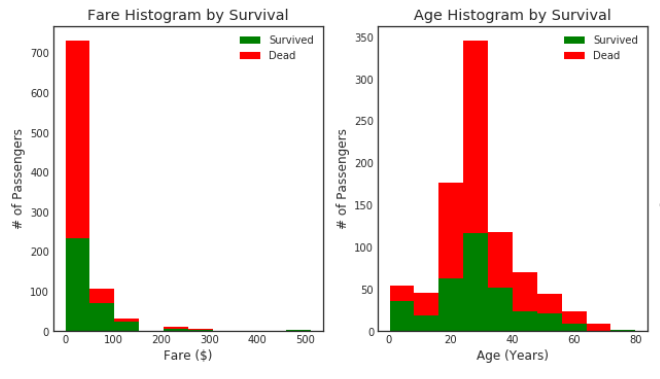 Fare Histogram by Survival
Survived
Dead
# of Passengers
700
600
500
400
300
200
100
0
0 100 200 300 400 500
Fare ($)
Age Histogram by Survival
Survived
Dead
# of Passengers
350
300
250
200
150
100
50
0
0 20 40 60 80
Age (Years)